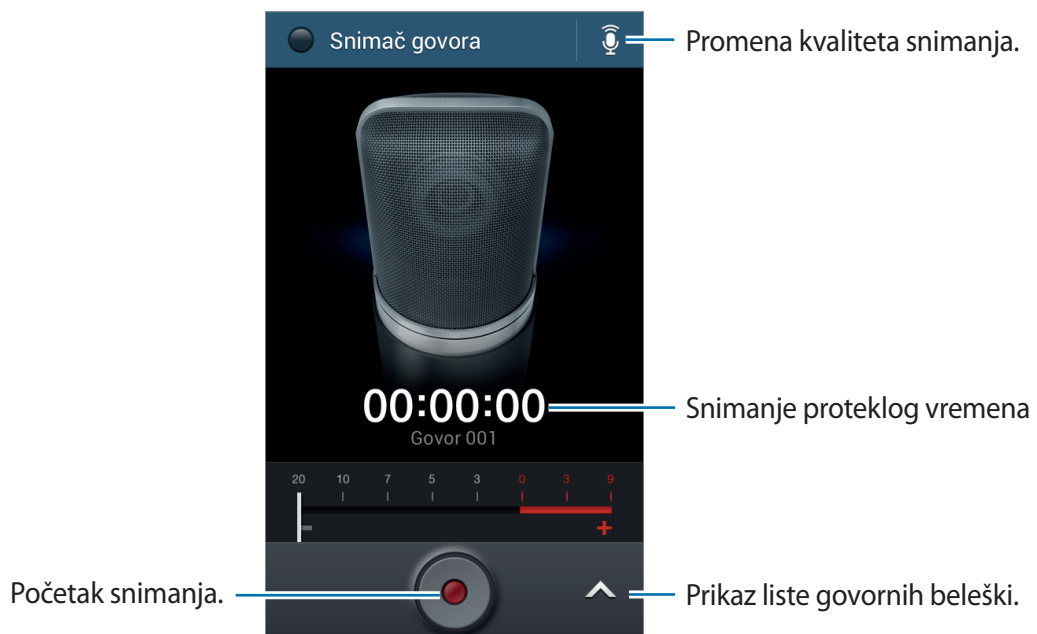 Snimač govora
Promena kvaliteta snimanja.
00:00:00
Snimanje proteklog vremena
Govor 001
20 10 7 5 3 0 3 9
- +
Početak snimanja.
Prikaz liste govornih beleški.